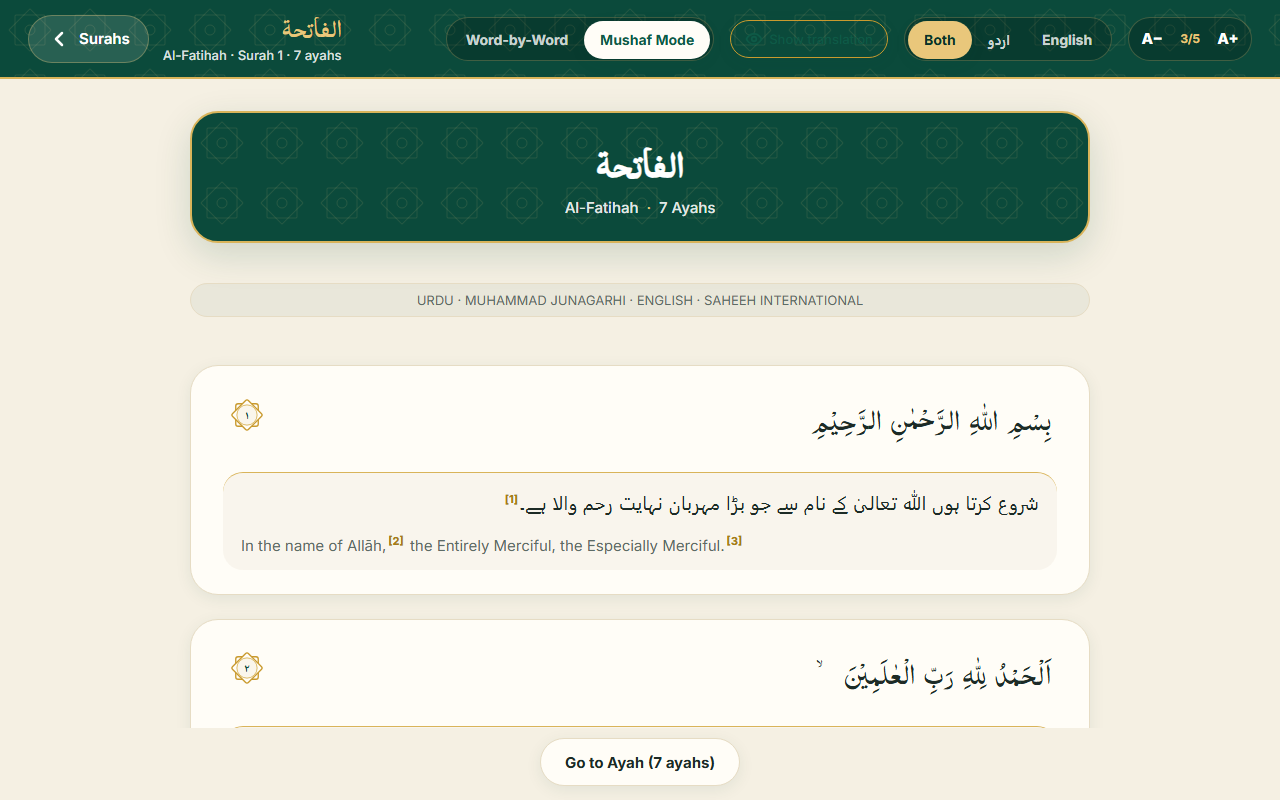 Surahs
الفاتحة
Al-Fatihah · Surah 1 · 7 ayahs
Word-by-Word
Mushaf Mode
Show translation
Both
اردو
English
A−
3/5
A+
الفاتحة
Al-Fatihah · 7 Ayahs
URDU · MUHAMMAD JUNAGARHI · ENGLISH · SAHEEH INTERNATIONAL
١
بِسْمِ اللّٰهِ الرَّحْمٰنِ الرَّحِیْمِ
شروع کرتا ہوں اللہ تعالیٰ کے نام سے جو بڑا مہربان نہایت رحم واﻻ ہے۔[1]
In the name of Allāh,[2] the Entirely Merciful, the Especially Merciful.[3]
٢
اَلْحَمْدُ لِلّٰهِ رَبِّ الْعٰلَمِیْنَ ۙ
Go to Ayah (7 ayahs)